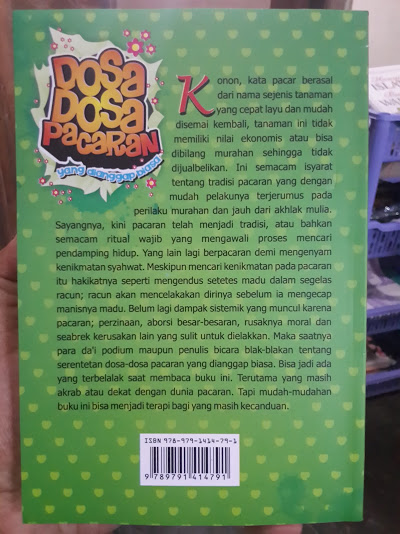 DOSA
DOSA
PACARAN
yang dianggap biasa
Konon, kata pacar berasal
dari nama sejenis tanaman
yang cepat layu dan mudah
disemai kembali, tanaman ini tidak
memiliki nilai ekonomis atau bisa
dibilang murahan sehingga tidak
dijualbelikan. Ini semacam isyarat
tentang tradisi pacaran yang dengan
mudah pelakunya terjerumus pada
perilaku murahan dan jauh dari akhlak mulia.
Sayangnya, kini pacaran telah menjadi tradisi, atau bahkan
semacam ritual wajib yang mengawali proses mencari
pendamping hidup. Yang lain lagi berpacaran demi mengenyam
kenikmatan syahwat. Meskipun mencari kenikmatan pada pacaran
itu hakikatnya seperti mengendus setetes madu dalam segelas
racun; racun akan mencelakakan dirinya sebelum ia mengecap
manisnya madu. Belum lagi dampak sistemik yang muncul karena
pacaran; perzinaan, aborsi besar-besaran, rusaknya moral dan
seabrek kerusakan lain yang sulit untuk dielakkan. Maka saatnya
para da'i podium maupun penulis bicara blak-blakan tentang
serentetan dosa-dosa pacaran yang dianggap biasa. Bisa jadi ada
yang terbelalak saat membaca buku ini. Terutama yang masih
akrab atau dekat dengan dunia pacaran. Tapi mudah-mudahan
buku ini bisa menjadi terapi bagi yang masih kecanduan.
ISBN 978-979-1414-79-1
9 789791 414791